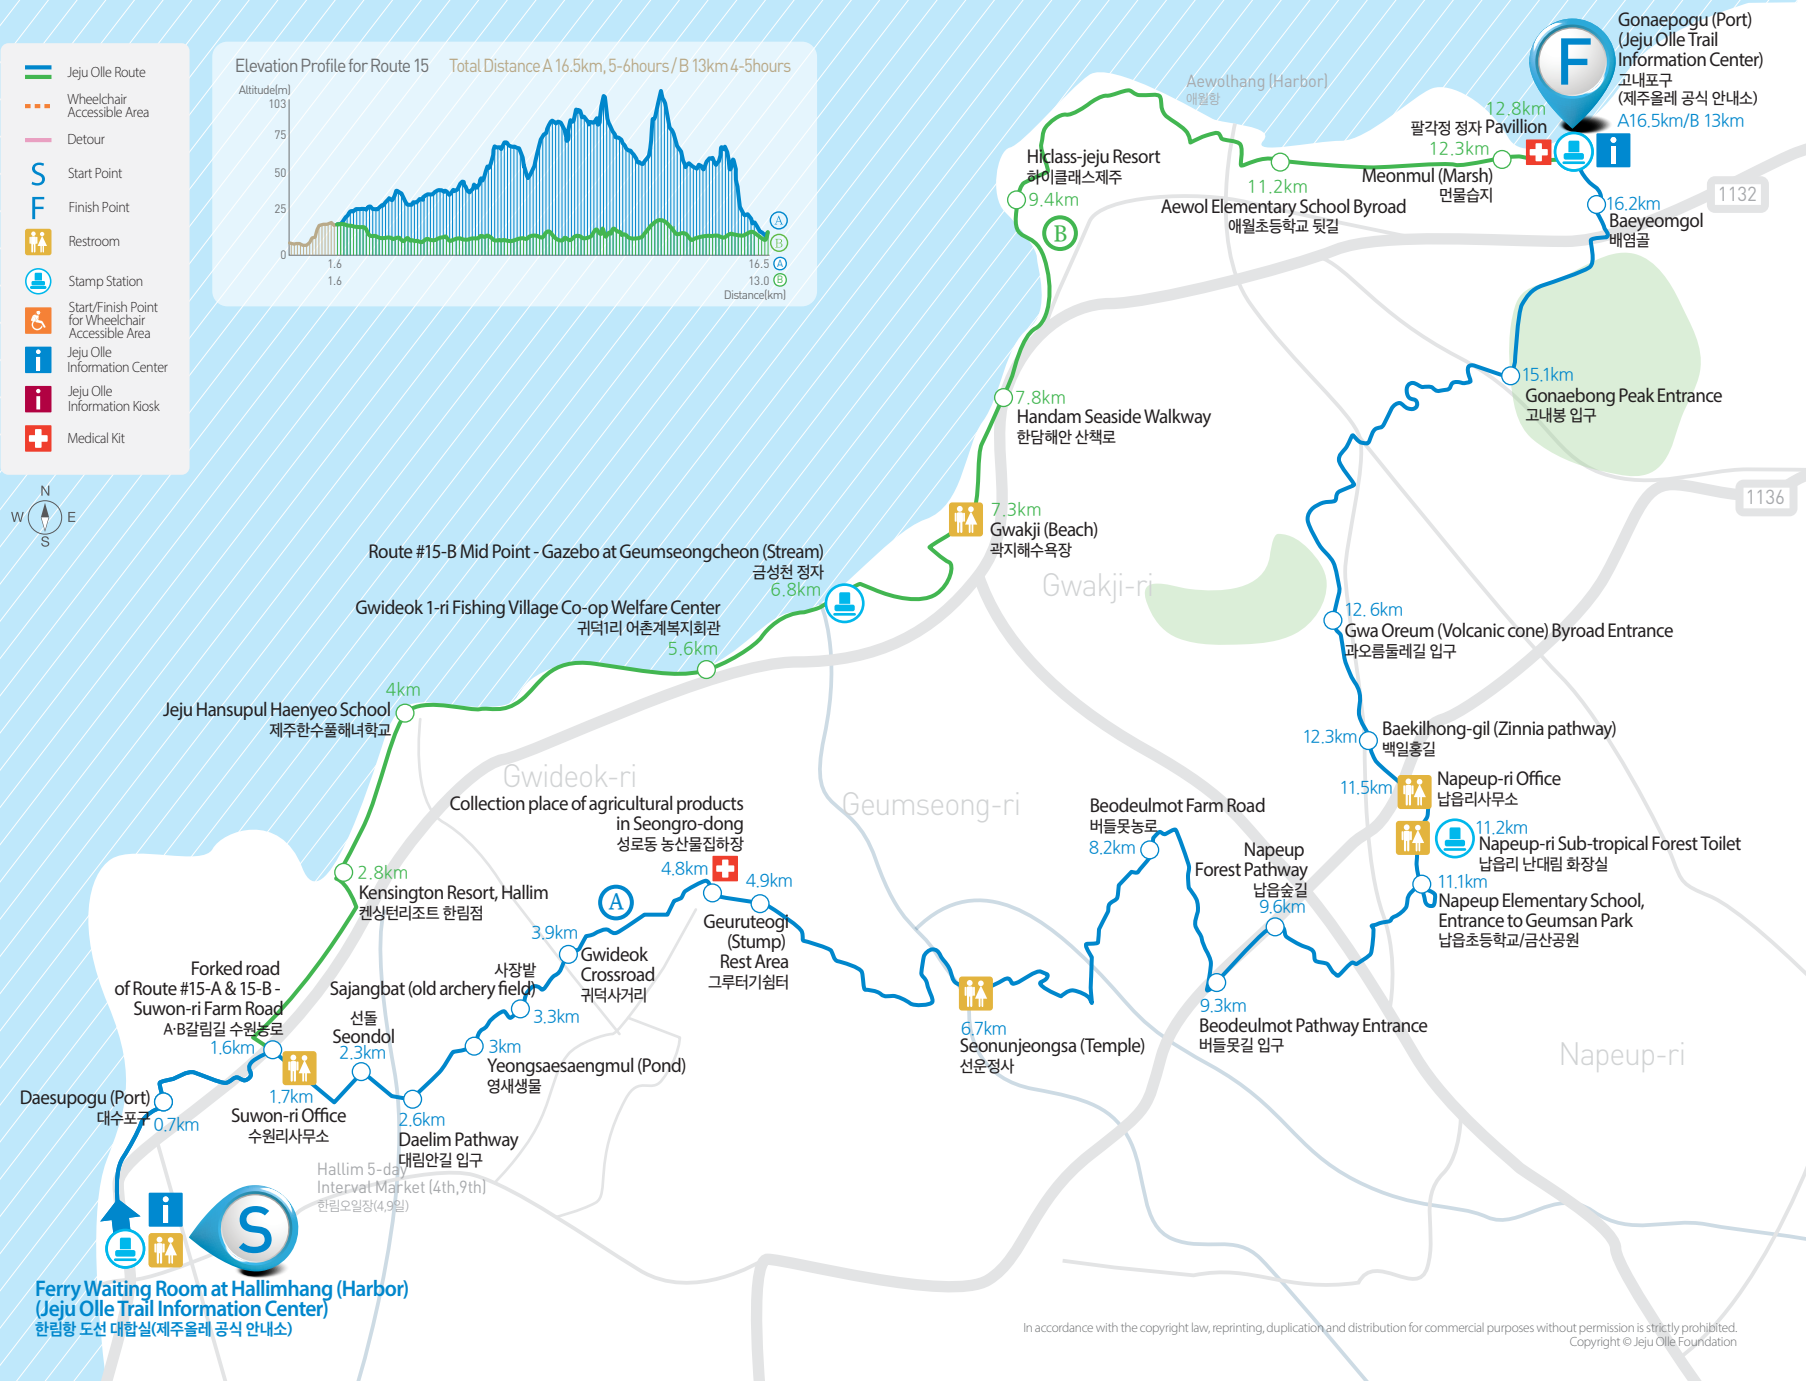 Jeju Olle Route
Wheelchair
Accessible Area
Detour
S
Start Point
F
Finish Point
Restroom
Stamp Station
Start/Finish Point
for Wheelchair
Accessible Area
Jeju Olle
Information Center
Jeju Olle
Information Kiosk
Medical Kit
N
W E
S
Elevation Profile for Route 15 Total Distance A 16.5km, 5-6hours / B 13km 4-5hours
Altitude(m)
103
75
50
25
0
1.6
1.6
A
B
16.5 A
13.0 B
Distance(km)
F
Gonaepogu (Port)
(Jeju Olle Trail
Information Center)
고내포구
(제주올레 공식 안내소)
A16.5km/B 13km
Aewolhang (Harbor)
애월항
12.8km
팔각정 정자 Pavillion
12.3km
Meonmul (Marsh)
먼물습지
11.2km
Aewol Elementary School Byroad
애월초등학교 뒷길
Hiclass-jeju Resort
하이클래스제주
9.4km
B
16.2km
Baeyeomgol
배염골
1132
15.1km
Gonaebong Peak Entrance
고내봉 입구
1136
7.8km
Handam Seaside Walkway
한담해안 산책로
7.3km
Gwakji (Beach)
곽지해수욕장
Route #15-B Mid Point - Gazebo at Geumseongcheon (Stream)
금성천 정자
6.8km
Gwideok 1-ri Fishing Village Co-op Welfare Center
귀덕1리 어촌계복지회관
5.6km
Gwakji-ri
12. 6km
Gwa Oreum (Volcanic cone) Byroad Entrance
과오름둘레길 입구
4km
Jeju Hansupul Haenyeo School
제주한수풀해녀학교
12.3km
Baekilhong-gil (Zinnia pathway)
백일홍길
11.5km
Napeup-ri Office
납읍리사무소
11.2km
Napeup-ri Sub-tropical Forest Toilet
납읍리 난대림 화장실
11.1km
Napeup Elementary School,
Entrance to Geumsan Park
납읍초등학교/금산공원
Gwideok-ri
Geumseong-ri
Collection place of agricultural products
in Seongro-dong
성로동 농산물집하장
4.8km
4.9km
Geuruteogi
(Stump)
Rest Area
그루터기쉼터
Beodeulmot Farm Road
버들못농로
8.2km
Napeup
Forest Pathway
납읍숲길
9.6km
9.3km
Beodeulmot Pathway Entrance
버들못길 입구
Napeup-ri
2.8km
Kensington Resort, Hallim
켄싱턴리조트 한림점
A
3.9km
Gwideok
Crossroad
귀덕사거리
사장밭
Sajangbat (old archery field)
3.3km
Forked road
of Route #15-A & 15-B -
Suwon-ri Farm Road
A·B갈림길 수원농로
1.6km
선돌
Seondol
2.3km
3km
Yeongsaesaengmul (Pond)
영새생물
6.7km
Seonunjeongsa (Temple)
선운정사
Daesupogu (Port)
대수포구
0.7km
1.7km
Suwon-ri Office
수원리사무소
2.6km
Daelim Pathway
대림안길 입구
Hallim 5-day
Interval Market (4th,9th)
한림오일장(4,9일)
S
Ferry Waiting Room at Hallimhang (Harbor)
(Jeju Olle Trail Information Center)
한림항 도선 대합실(제주올레 공식 안내소)
In accordance with the copyright law, reprinting, duplication and distribution for commercial purposes without permission is strictly prohibited.
Copyright © Jeju Olle Foundation